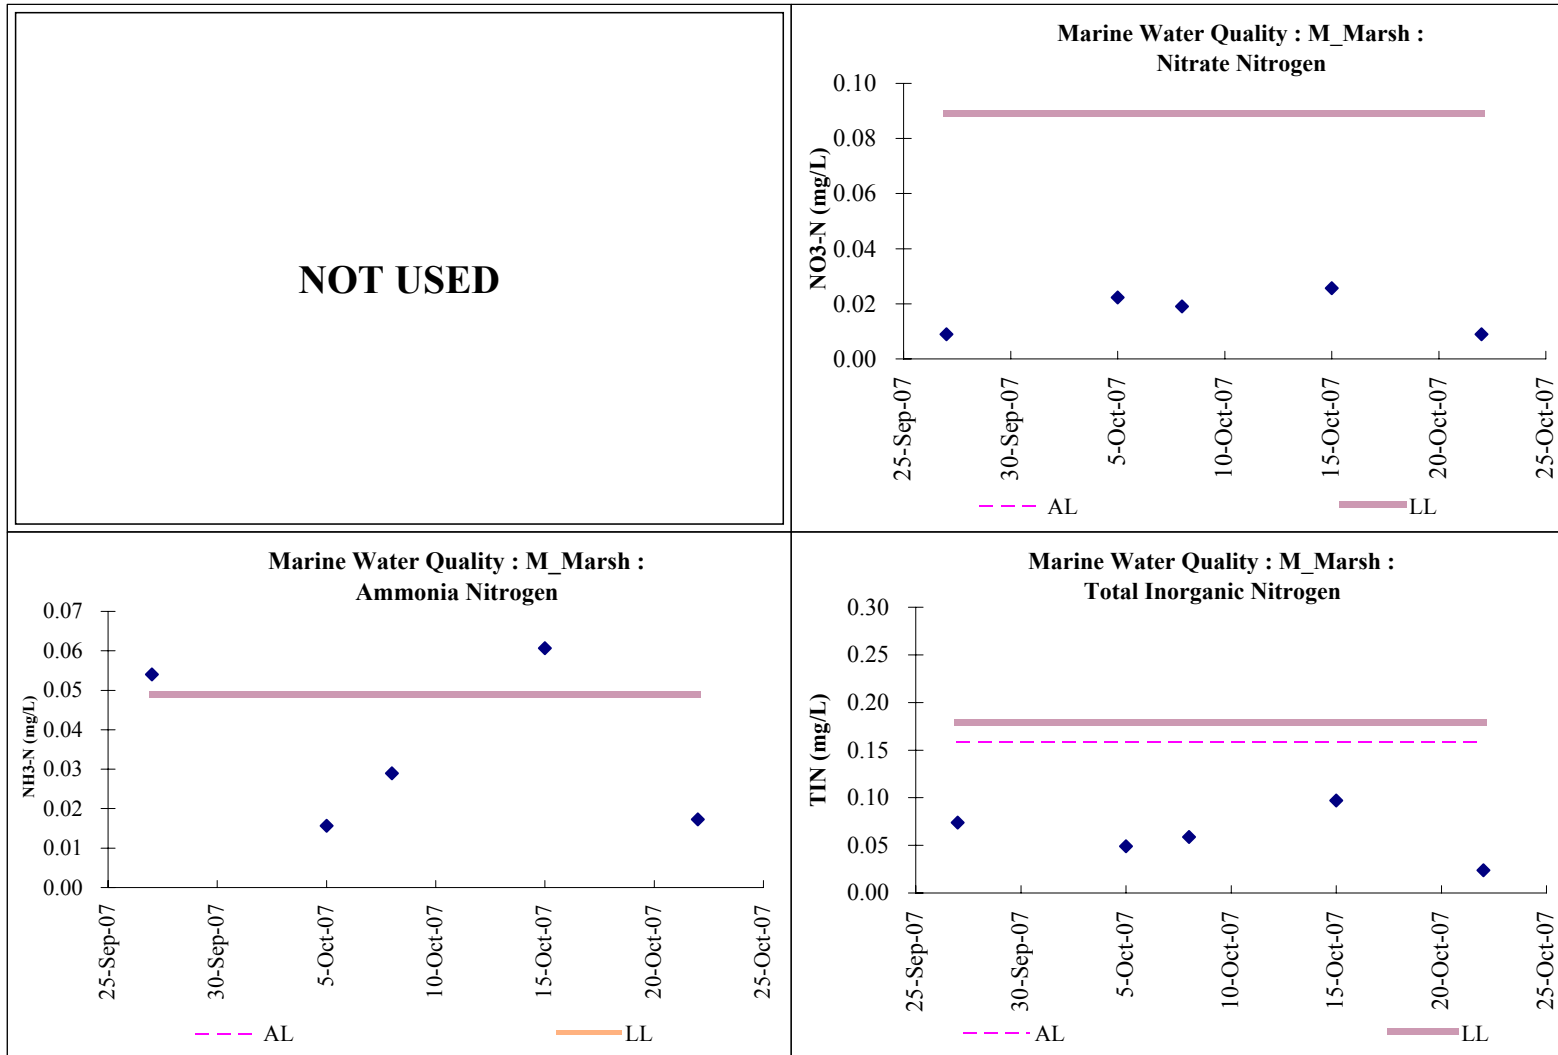 NOT USED
Marine Water Quality : M_Marsh :
Nitrate Nitrogen
NO3-N (mg/L)
0.10
0.08
0.06
0.04
0.02
0.00
25-Sep-07
30-Sep-07
5-Oct-07
10-Oct-07
15-Oct-07
20-Oct-07
25-Oct-07
AL
LL
Marine Water Quality : M_Marsh :
Ammonia Nitrogen
NH3-N (mg/L)
0.07
0.06
0.05
0.04
0.03
0.02
0.01
0.00
25-Sep-07
30-Sep-07
5-Oct-07
10-Oct-07
15-Oct-07
20-Oct-07
25-Oct-07
AL
LL
Marine Water Quality : M_Marsh :
Total Inorganic Nitrogen
TIN (mg/L)
0.30
0.25
0.20
0.15
0.10
0.05
0.00
25-Sep-07
30-Sep-07
5-Oct-07
10-Oct-07
15-Oct-07
20-Oct-07
25-Oct-07
AL
LL